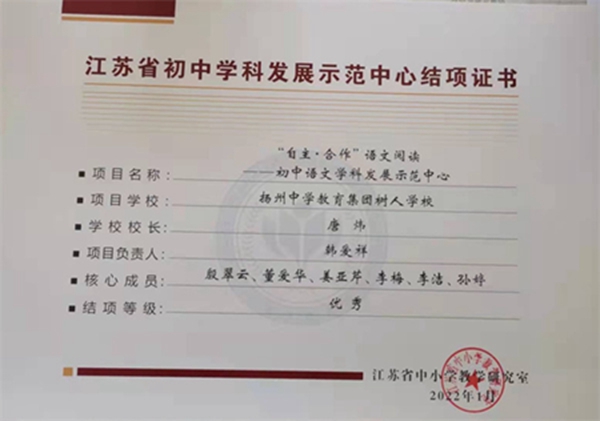 江苏省初中学科发展示范中心结项证书
“自主·合作”语文阅读
■ 项目名称：——初中语文学科发展示范中心
■ 项目学校：扬州中学教育集团树人学校
■ 学校校长：唐炜
■ 项目负责人：韩爱祥
■ 核心成员：殷翠云、董爱华、姜亚芹、李梅、李洁、孙婷
■ 结项等级：优秀
江苏省中小学教学研究室
2022年1月